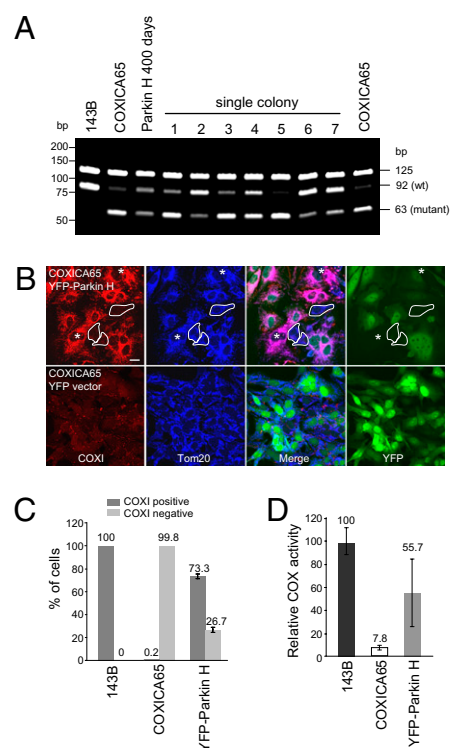 A
143B
COXICA65
Parkin H 400 days
single colony
1 2 3 4 5 6 7
COXICA65
bp
200
150
100
75
50
bp
125
92 (wt)
63 (mutant)
B
COXICA65
YFP-Parkin H
*
*
*
*
*
*
*
*
COXICA65
YFP vector
COXI
Tom20
Merge
YFP
C
COXI positive
COXI negative
% of cells
120
100
80
60
40
20
0
100
0
0.2
99.8
73.3
26.7
143B
COXICA65
YFP-Parkin H
D
Relative COX activity
120
100
80
60
40
20
0
100
7.8
55.7
143B
COXICA65
YFP-Parkin H